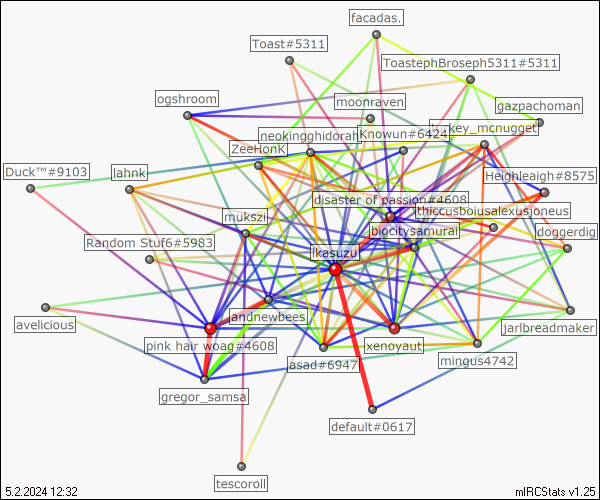 facadas.
Toast#5311
ToastephBroseph5311#5311
ogshroom
moonraven
gazpachoman
neokingghidorah
Knowun#6424
turkey_mcnugget
ZeeHonk
Duck™#9103
lahnk
Heighleaigh#8575
disaster of passion#4608
mukszi
thiccusboiusalexusjoneus
Random Stuf6#5983
bigcitysamurai
doggerdig
ikasuzu
avelicious
andnewbees
jarlbreadmaker
pink hair woag#4608
xenoyaut
asad#6947
mingus4742
gregor_samsa
default#0617
tescoroll
5.2.2024 12:32
mIRCStats v1.25